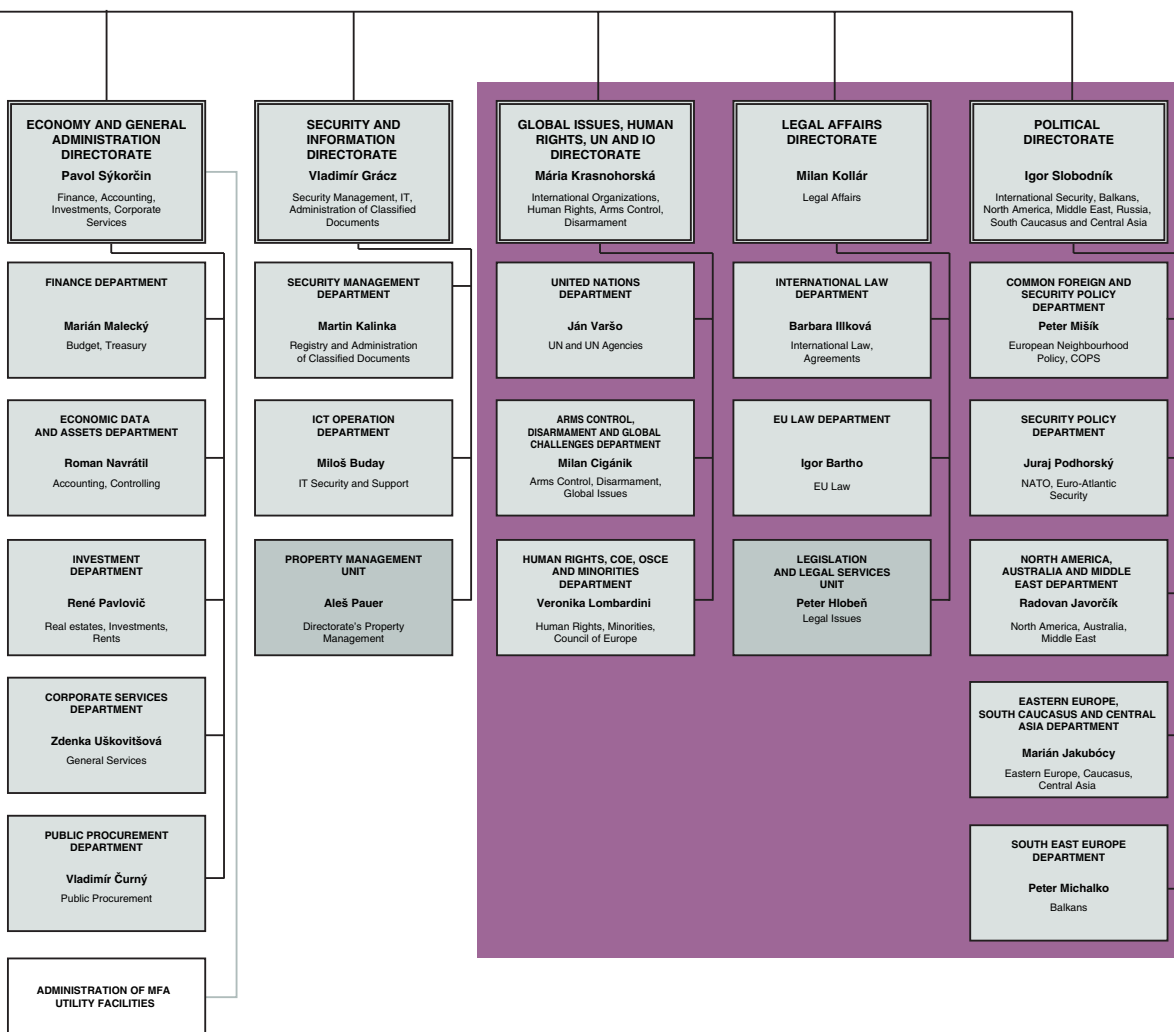 ECONOMY AND GENERAL
ADMINISTRATION
DIRECTORATE
Pavol Sýkorčin
Finance, Accounting,
Investments, Corporate
Services
FINANCE DEPARTMENT
Marián Malecký
Budget, Treasury
ECONOMIC DATA
AND ASSETS DEPARTMENT
Roman Navrátil
Accounting, Controlling
INVESTMENT
DEPARTMENT
René Pavlovič
Real estates, Investments,
Rents
CORPORATE SERVICES
DEPARTMENT
Zdenka Uškovitšová
General Services
PUBLIC PROCUREMENT
DEPARTMENT
Vladimír Čurný
Public Procurement
ADMINISTRATION OF MFA
UTILITY FACILITIES
SECURITY AND
INFORMATION
DIRECTORATE
Vladimír Grácz
Security Management, IT,
Administration of Classified
Documents
SECURITY MANAGEMENT
DEPARTMENT
Martin Kalinka
Registry and Administration
of Classified Documents
ICT OPERATION
DEPARTMENT
Miloš Buday
IT Security and Support
PROPERTY MANAGEMENT
UNIT
Aleš Pauer
Directorate's Property
Management
GLOBAL ISSUES, HUMAN
RIGHTS, UN AND IO
DIRECTORATE
Mária Krasnohorská
International Organizations,
Human Rights, Arms Control,
Disarmament
UNITED NATIONS
DEPARTMENT
Ján Varšo
UN and UN Agencies
ARMS CONTROL,
DISARMAMENT AND GLOBAL
CHALLENGES DEPARTMENT
Milan Cigánik
Arms Control, Disarmament,
Global Issues
HUMAN RIGHTS, COE, OSCE
AND MINORITIES
DEPARTMENT
Veronika Lombardini
Human Rights, Minorities,
Council of Europe
LEGAL AFFAIRS
DIRECTORATE
Milan Kollár
Legal Affairs
INTERNATIONAL LAW
DEPARTMENT
Barbara Illková
International Law,
Agreements
EU LAW DEPARTMENT
Igor Bartho
EU Law
LEGISLATION
AND LEGAL SERVICES
UNIT
Peter Hlobeň
Legal Issues
POLITICAL
DIRECTORATE
Igor Slobodník
International Security, Balkans,
North America, Middle East, Russia,
South Caucasus and Central Asia
COMMON FOREIGN AND
SECURITY POLICY
DEPARTMENT
Peter Mišík
European Neighbourhood
Policy, COPS
SECURITY POLICY
DEPARTMENT
Juraj Podhorský
NATO, Euro-Atlantic
Security
NORTH AMERICA,
AUSTRALIA AND MIDDLE
EAST DEPARTMENT
Radovan Javorčík
North America, Australia,
Middle East
EASTERN EUROPE,
SOUTH CAUCASUS AND CENTRAL
ASIA DEPARTMENT
Marián Jakubócy
Eastern Europe, Caucasus,
Central Asia
SOUTH EAST EUROPE
DEPARTMENT
Peter Michalko
Balkans